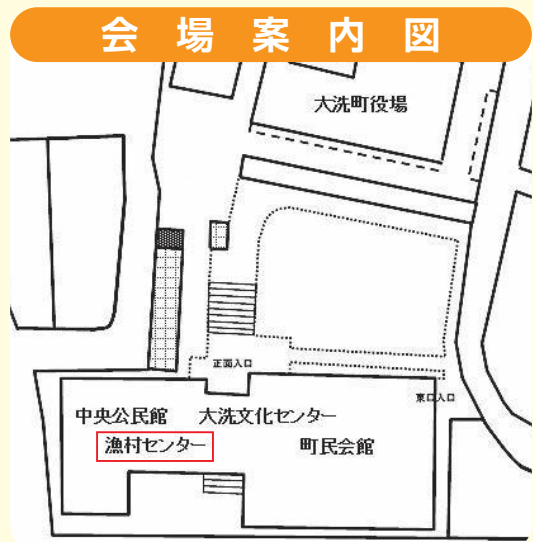 会場案内図
大洗町役場
正面入口
東口入口
中央公民館 大洗文化センター
漁村センター 町民会館